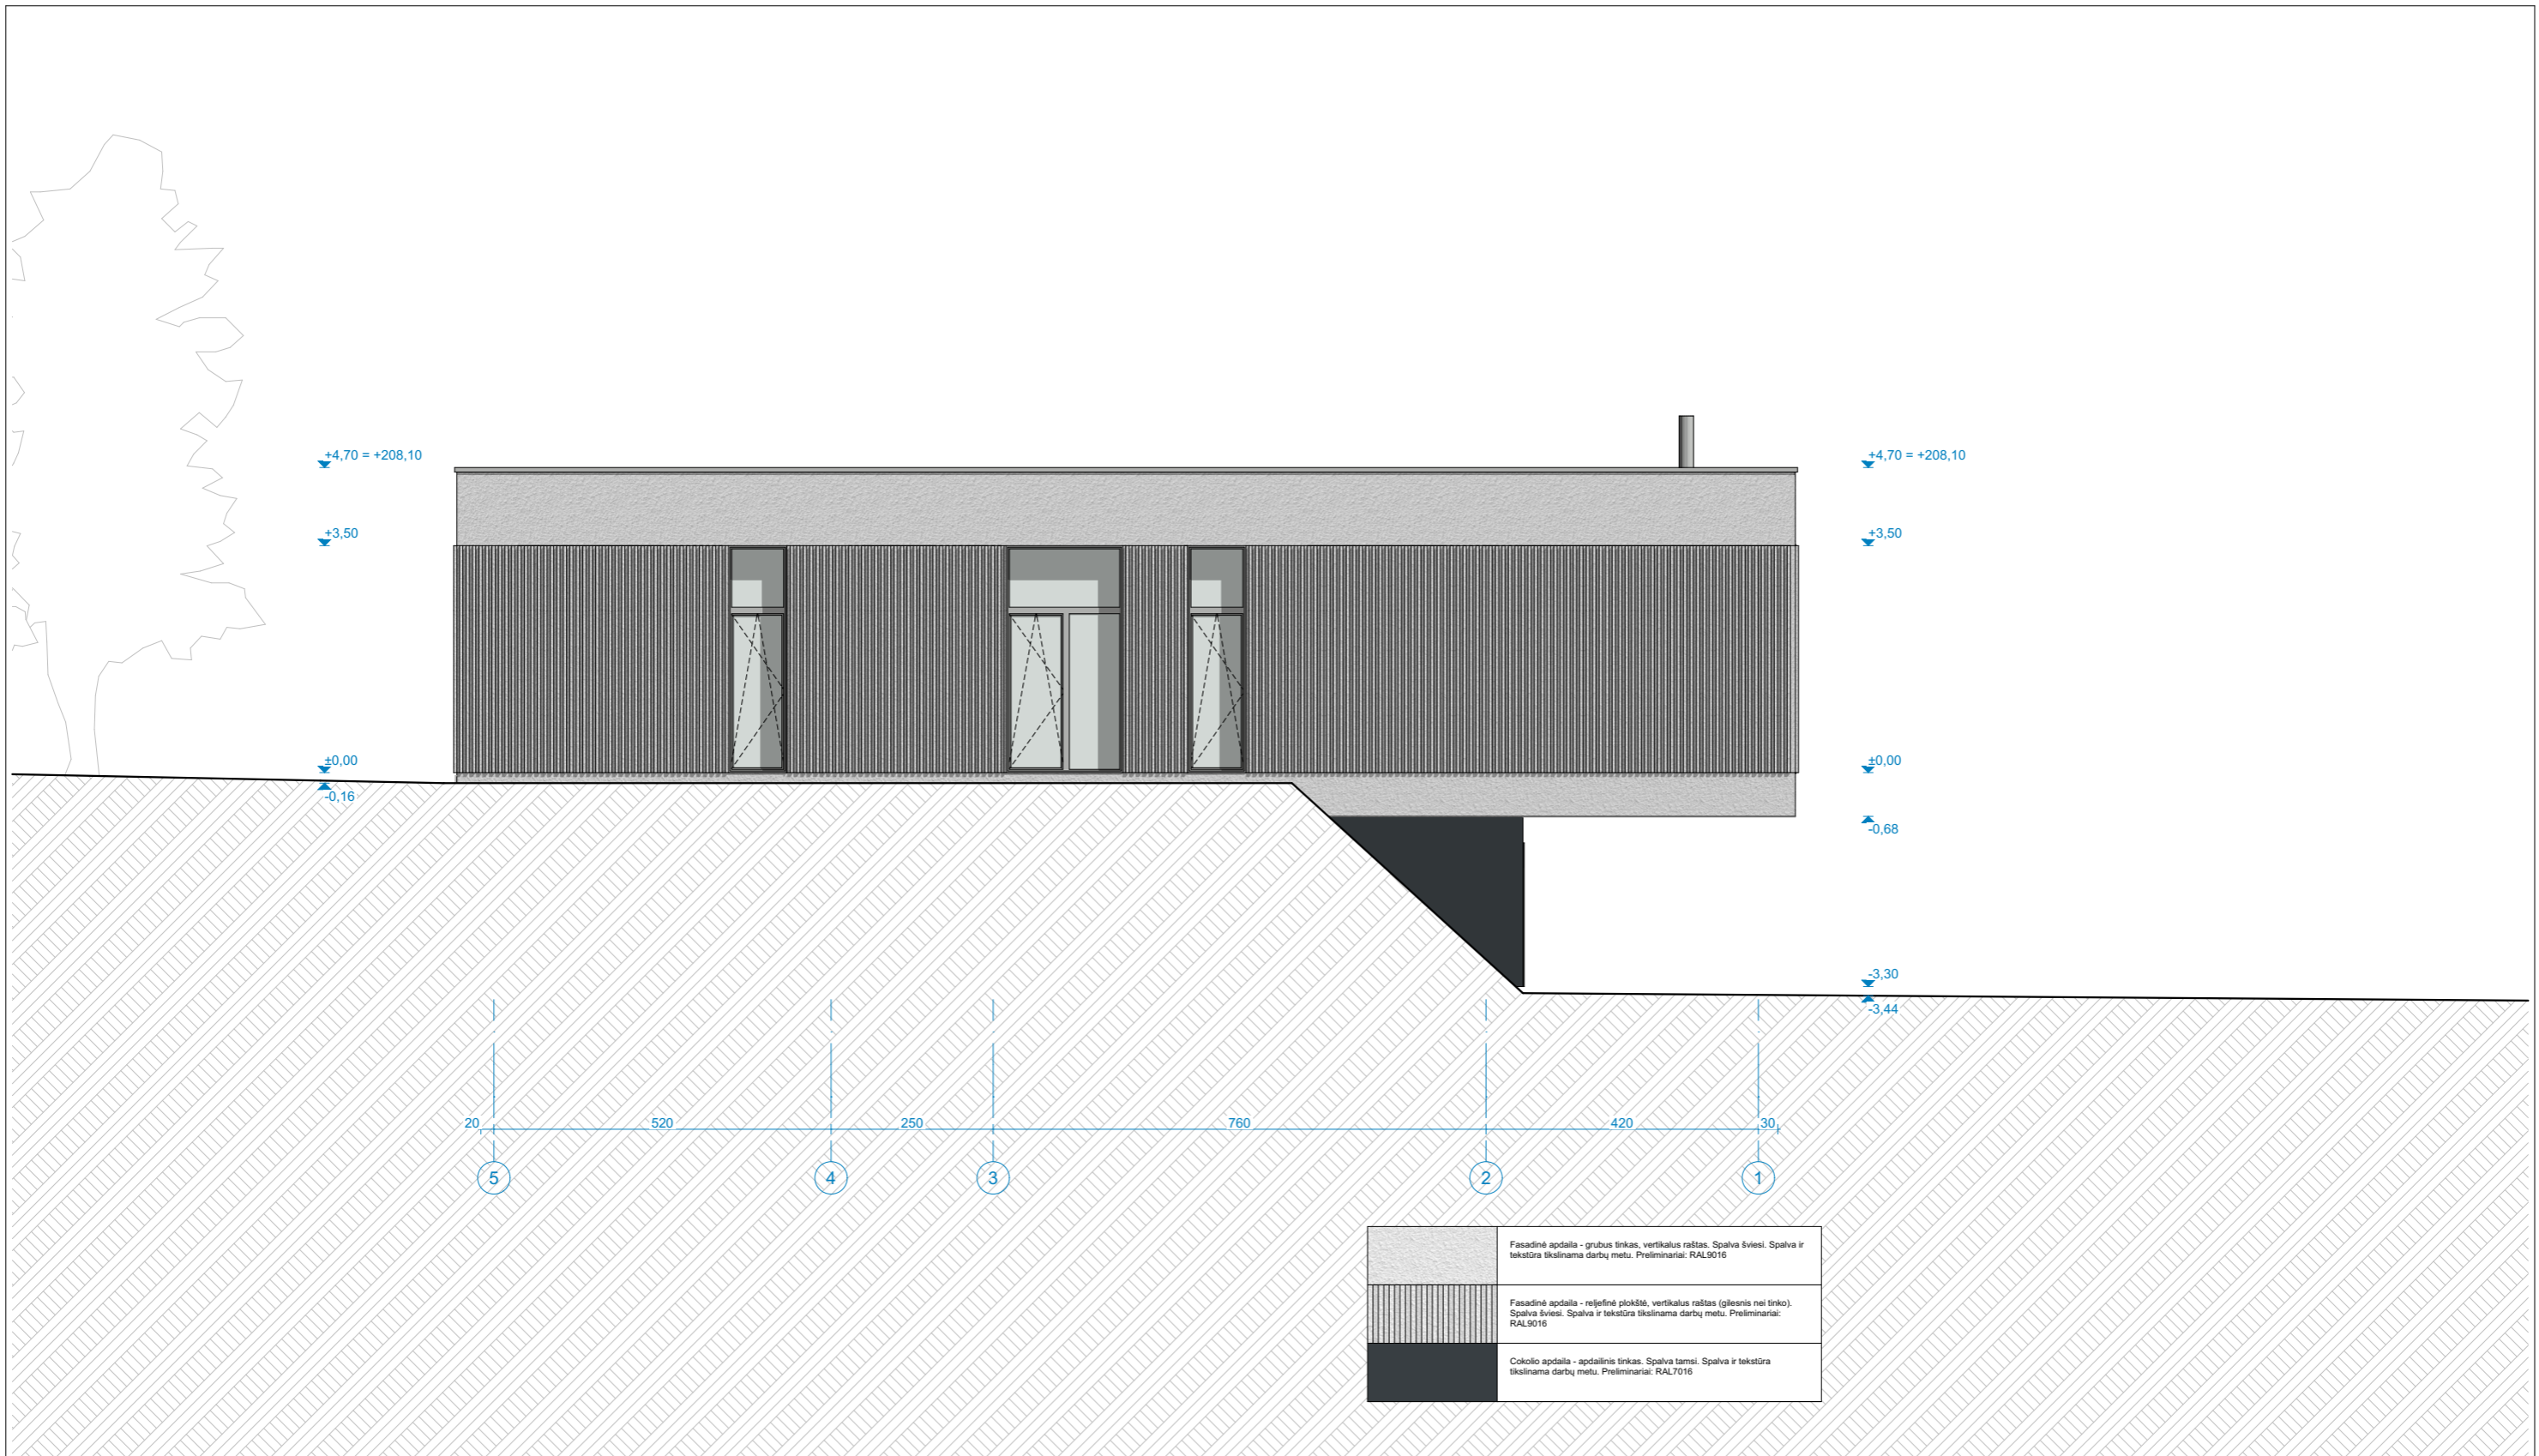 +4,70 = +208,10
+4,70 = +208,10
+3,50
+3,50
±0,00
±0,00
-0,16
-0,68
-3,30
-3,44
20
520
250
760
420
30
5
4
3
2
1
Fasadinė apdaila - grubus tinkas, vertikalus raštas. Spalva šviesi. Spalva ir
tekstūra tikslinama darbų metu. Preliminariai: RAL9016
Fasadinė apdaila - reljefinė plokštė, vertikalus raštas (gilesnis nei tinko).
Spalva šviesi. Spalva ir tekstūra tikslinama darbų metu. Preliminariai:
RAL9016
Cokolio apdaila - apdailinis tinkas. Spalva tamsi. Spalva ir tekstūra
tikslinama darbų metu. Preliminariai: RAL7016